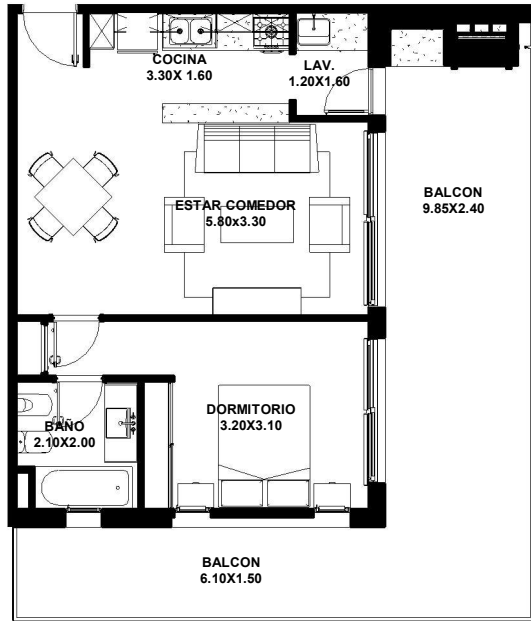 COCINA
3.30X 1.60
LAV.
1.20X1.60
BALCON
9.85X2.40
ESTAR COMEDOR
5.80x3.30
DORMITORIO
3.20X3.10
BAÑO
2.10X2.00
BALCON
6.10X1.50